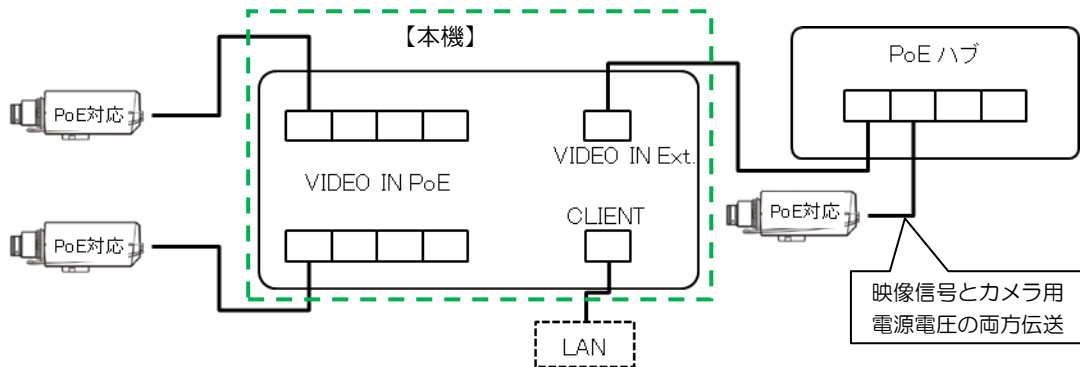 【本機】
PoE ハブ
PoE対応
VIDEO IN Ext.
VIDEO IN PoE
PoE対応
CLIENT
PoE対応
映像信号とカメラ用
電源電圧の両方伝送
LAN